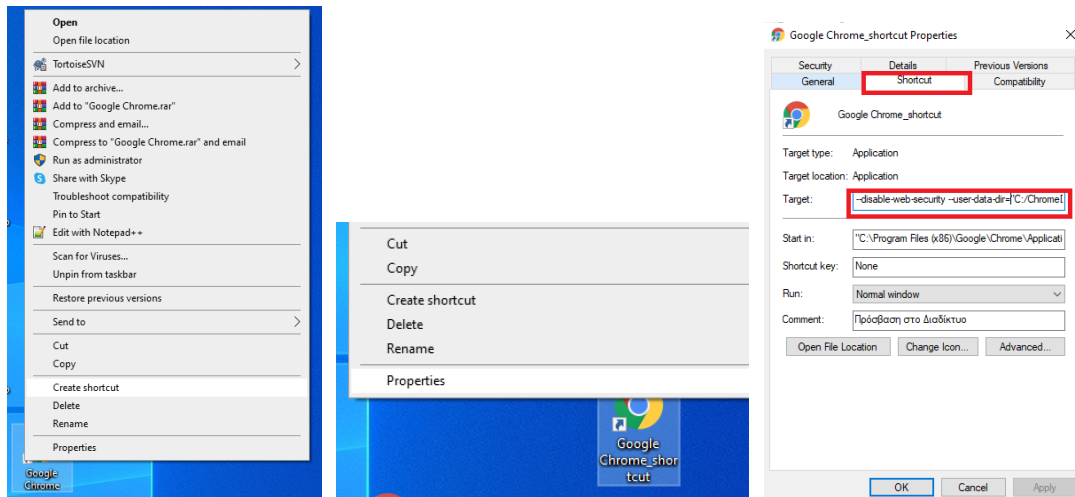 Open
Open file location
TortoiseSVN
Add to archive...
Add to "Google Chrome.rar"
Compress and email...
Compress to "Google Chrome.rar" and email
Run as administrator
Share with Skype
Troubleshoot compatibility
Pin to Start
Edit with Notepad++
Scan for Viruses...
Unpin from taskbar
Restore previous versions
Send to
Cut
Copy
Create shortcut
Delete
Rename
Properties
Google
Chrome
Cut
Copy
Create shortcut
Delete
Rename
Properties
Google
Chrome_shor
tcut
Google Chrome_shortcut Properties
Security Details Previous Versions
General Shortcut Compatibility
Google Chrome_shortcut
Target type: Application
Target location: Application
Target: --disable-web-security --user-data-dir="C:/Chrome
Start in: "C:\Program Files (x86)\Google\Chrome\Applicati
Shortcut key: None
Run: Normal window
Comment: Πρόσβαση στο Διαδίκτυο
Open File Location Change Icon... Advanced...
OK Cancel Apply